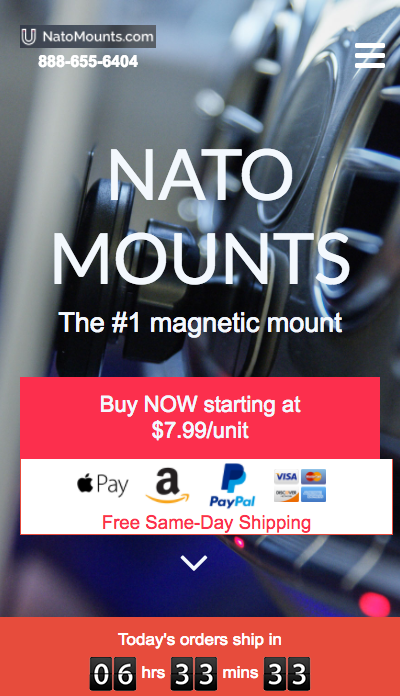 NatoMounts.com
888-655-6404
NATO
MOUNTS
The #1 magnetic mount
Buy NOW starting at
$7.99/unit
Pay
a
PayPal
VISA
DISCOVER
Free Same-Day Shipping
Today's orders ship in
06 hrs 33 mins 33